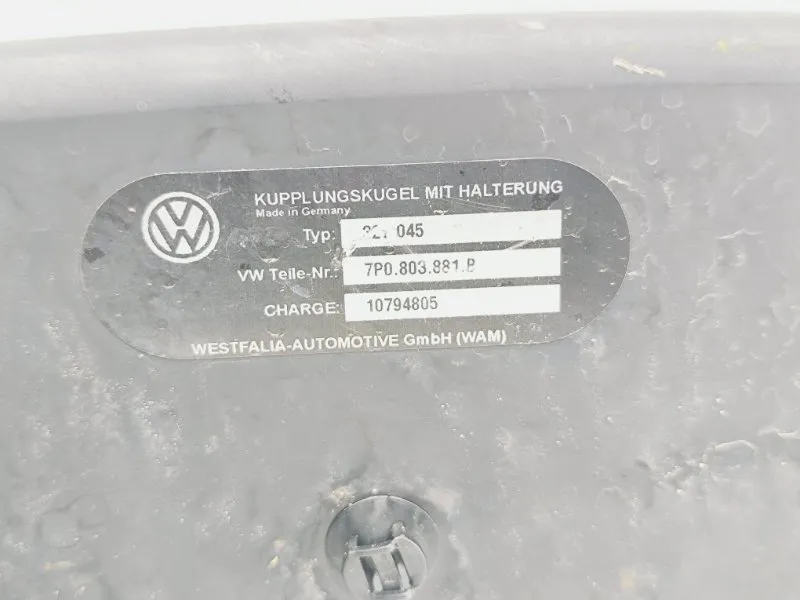 KUPPLUNGSKUGEL MIT HALTERUNG
Made in Germany
Typ: 045
VW Teile-Nr.: 7P0.803.881.B
CHARGE: 10794805
WESTFALIA-AUTOMOTIVE GmbH (WAM)